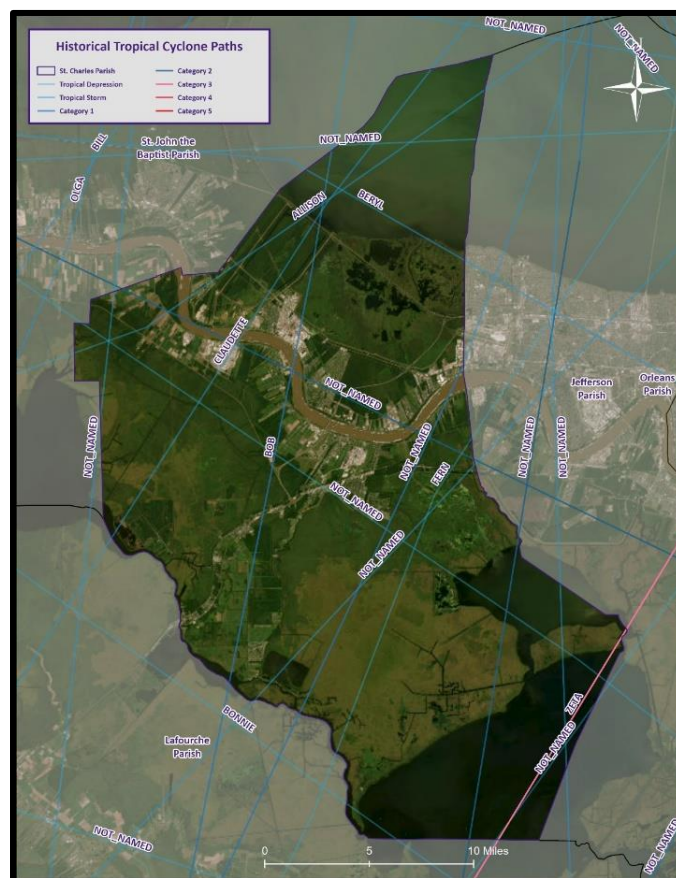 NOT_NAMED
NOT_NAMED
Historical Tropical Cyclone Paths
St. Charles Parish
Tropical Depression
Tropical Storm
Category 1
Category 2
Category 3
Category 4
Category 5
BILL
St. John the
Baptist Parish
NOT_NAMED
OLGA
ALLISON
BERYL
CLAUDETTE
NOT_NAMED
Jefferson
Parish
Orleans
Parish
NOT_NAMED
BOB
NOT_NAMED
FERN
NOT_NAMED
NOT_NAMED
NOT_NAMED
NOT_NAMED
BONNIE
ZETA
NOT_NAMED
Lafourche
Parish
NOT_NAMED
NOT_NAMED
0
5
10 Miles